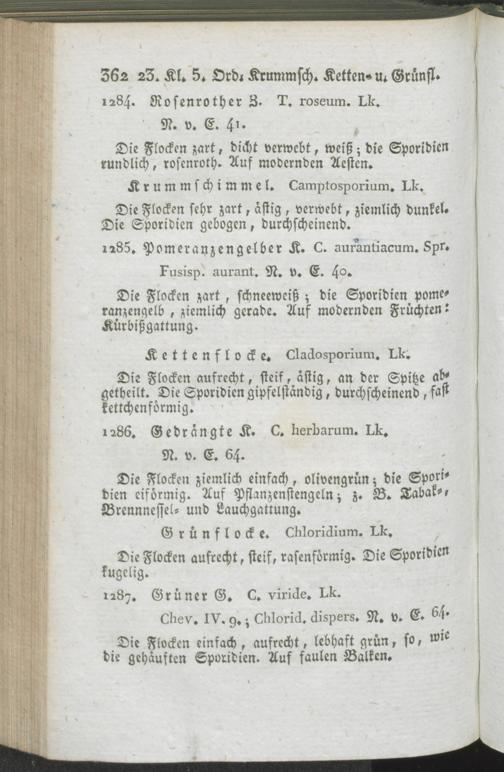 362 23. Kl. 5. Ord. Krummsch. Ketten- u. Grünfl.
1284. Rosenrother Z. T. roseum. Lk.
N. v. E. 41.
Die Flocken zart, dicht verwebt, weiß; die Sporidien
rundlich, rosenroth. Auf modernden Aesten.
Krummschimmel. Camptosporium. Lk.
Die Flocken sehr zart, ästig, verwebt, ziemlich dunkel.
Die Sporidien gebogen, durchscheinend.
1285. Pomeranzengelber K. C. aurantiacum. Spr.
Fusisp. aurant. N. v. E. 40.
Die Flocken zart, schneeweiß; die Sporidien pome-
ranzengelb, ziemlich gerade. Auf modernden Früchten:
Kürbißgattung.
Kettenflocke. Cladosporium. Lk.
Die Flocken aufrecht, steif, ästig, an der Spitze ab-
getheilt. Die Sporidien gipfelständig, durchscheinend, fast
kettchenförmig.
1286. Gedrängte K. C. herbarum. Lk.
N. v. E. 64.
Die Flocken ziemlich einfach, olivengrün; die Spori-
dien eiförmig. Auf Pflanzenstengeln; z. B. Tabak-,
Brennnessel- und Lauchgattung.
Grünflocke. Chloridium. Lk.
Die Flocken aufrecht, steif, rasenförmig. Die Sporidien
kugelig.
1287. Grüner G. C. viride. Lk.
Chev. IV. 9.; Chlorid. dispers. N. v. E. 64.
Die Flocken einfach, aufrecht, lebhaft grün, so, wie
die gehäuften Sporidien. Auf faulen Balken.